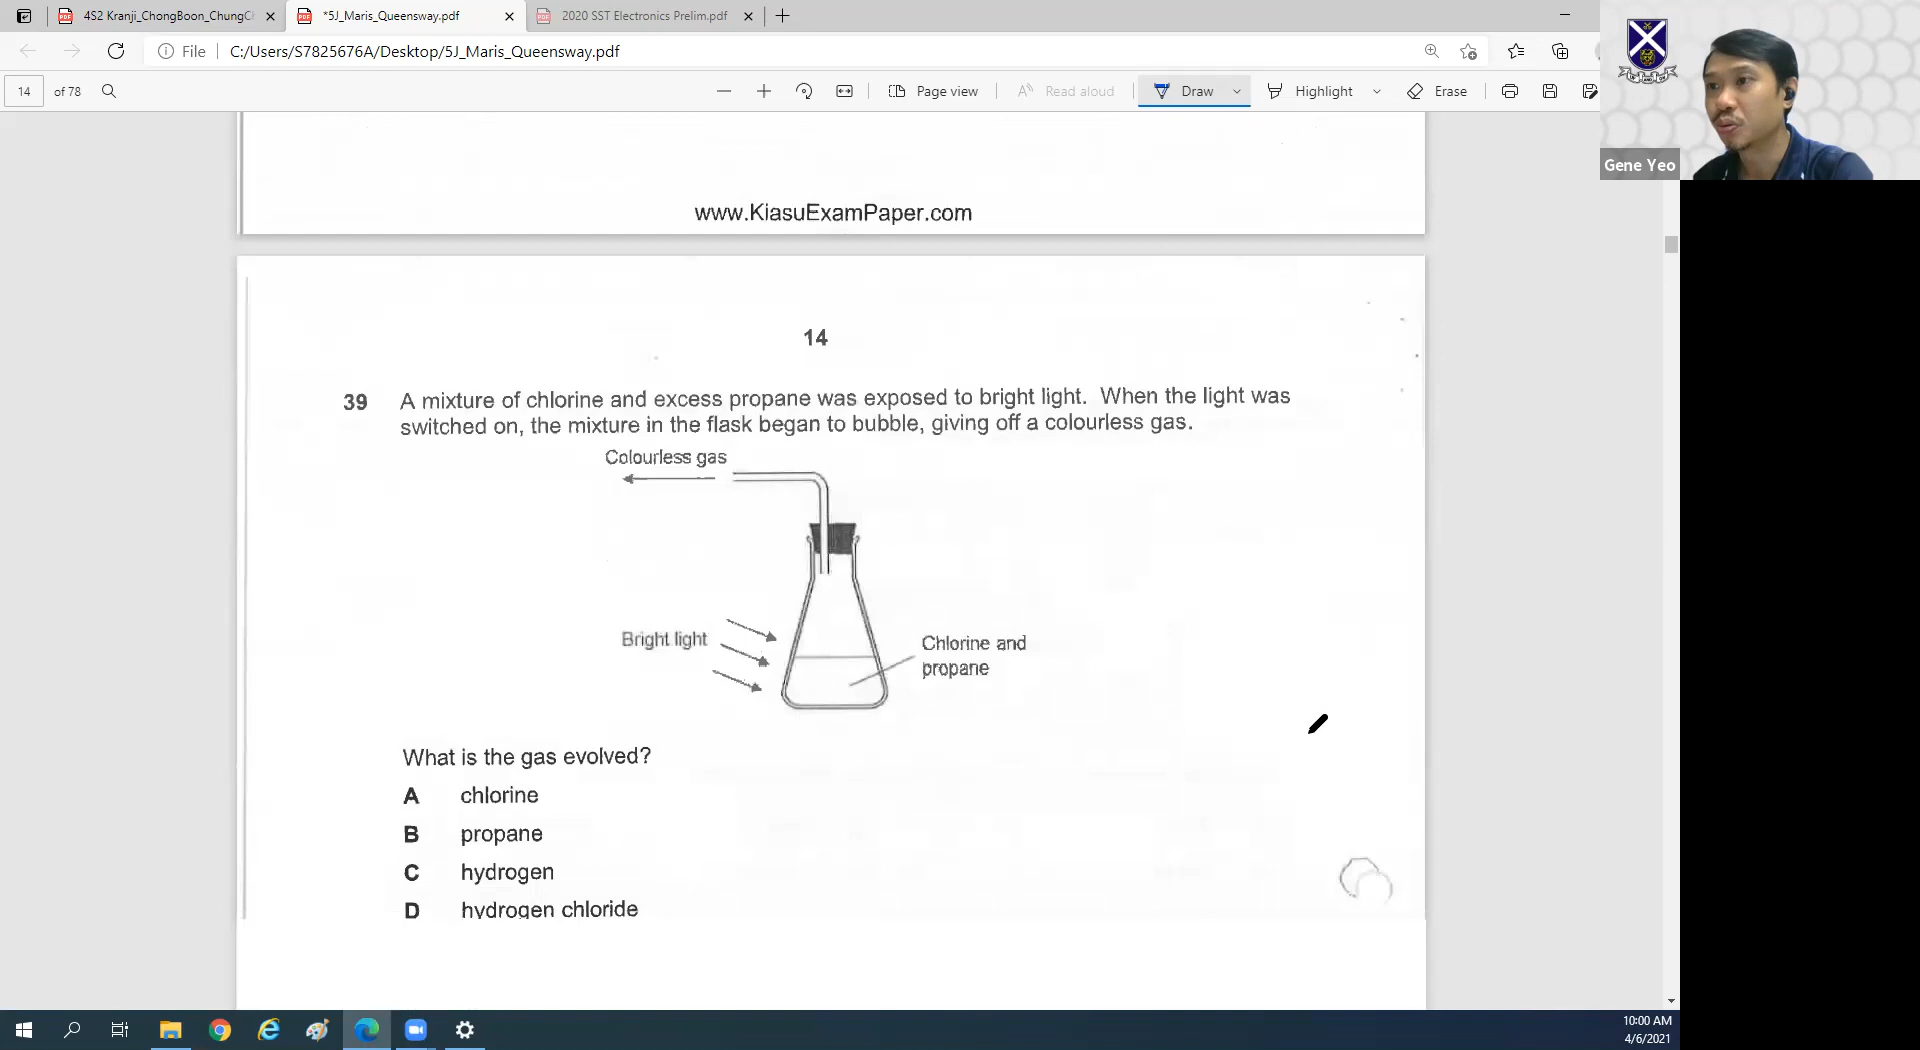 4S2 Kranji_ChongBoon_ChungCh
*5J_Maris_Queensway.pdf
2020 SST Electronics Prelim.pdf
File
C:/Users/S7825676A/Desktop/5J_Maris_Queensway.pdf
14
of 78
Page view
Read aloud
Draw
Highlight
Erase
Gene Yeo
www.KiasuExamPaper.com
14
39 A mixture of chlorine and excess propane was exposed to bright light. When the light was
switched on, the mixture in the flask began to bubble, giving off a colourless gas.
Colourless gas
Bright light
Chlorine and
propane
What is the gas evolved?
A chlorine
B propane
C hydrogen
D hydrogen chloride
10:00 AM
4/6/2021